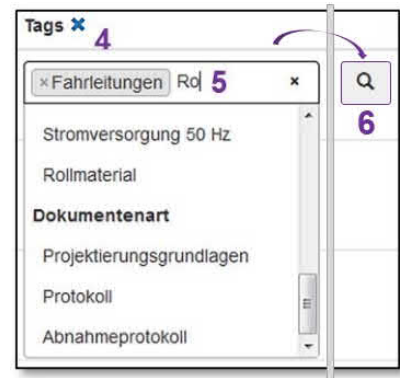 Tags ✖ 4
×Fahrleitungen Ro 5 ×
6
Stromversorgung 50 Hz
Rollmaterial
Dokumentenart
Projektierungsgrundlagen
Protokoll
Abnahmeprotokoll